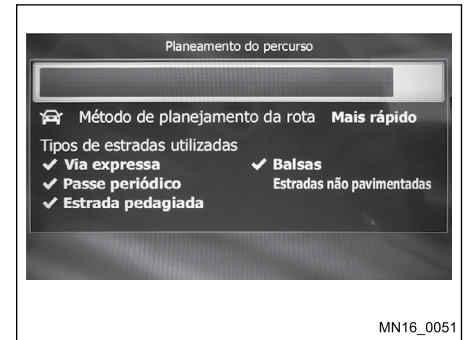 Planeamento do percurso
Método de planejamento da rota Mais rápido
Tipos de estradas utilizadas
Via expressa Balsas
Passe periódico Estradas não pavimentadas
Estrada pedagiada
MN16_0051